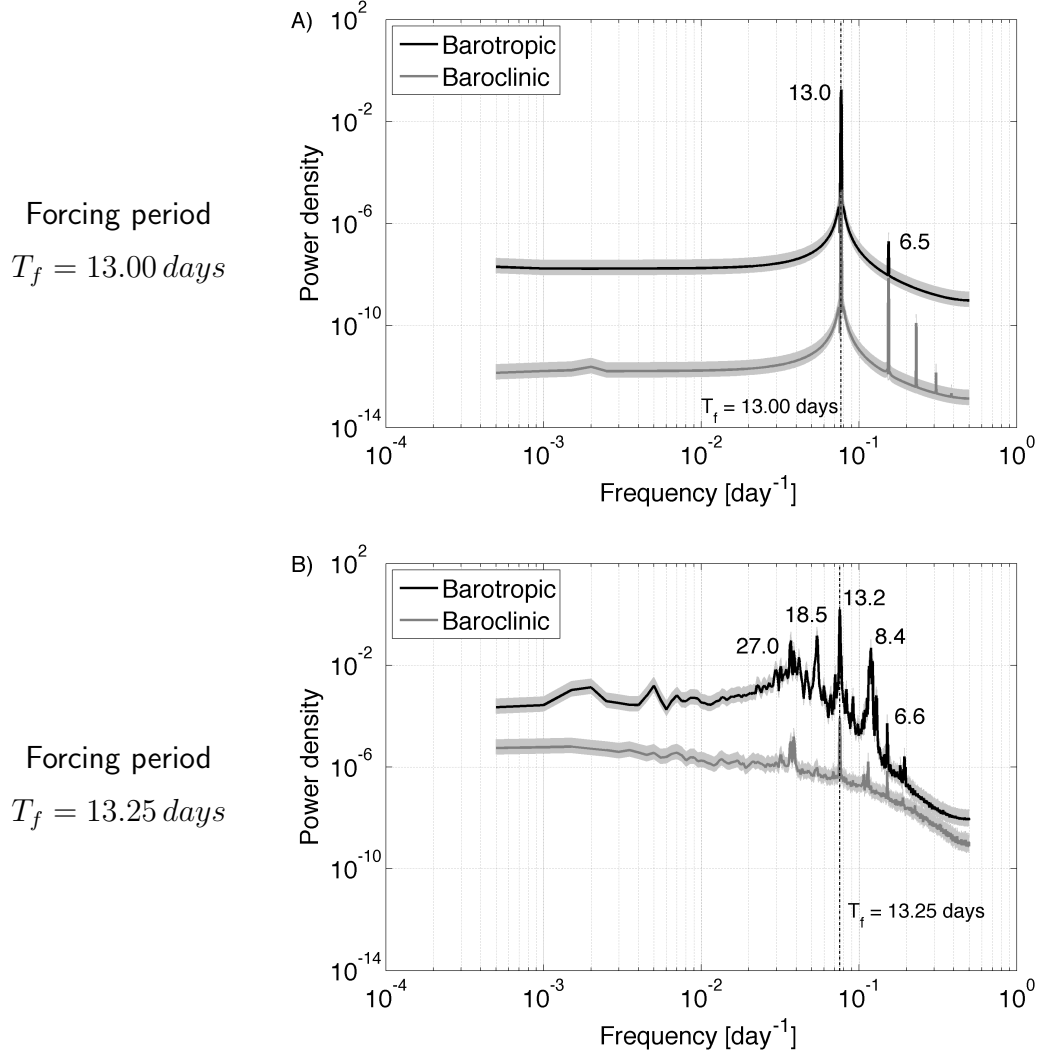 A)
10^2
10^-2
10^-6
10^-10
10^-14
Power density
Barotropic
Baroclinic
13.0
6.5
T_f = 13.00 days
10^-4 10^-3 10^-2 10^-1 10^0
Frequency [day^-1]
Forcing period
T_f = 13.00 days
B)
10^2
10^-2
10^-6
10^-10
10^-14
Power density
Barotropic
Baroclinic
27.0
18.5
13.2
8.4
6.6
T_f = 13.25 days
10^-4 10^-3 10^-2 10^-1 10^0
Frequency [day^-1]
Forcing period
T_f = 13.25 days